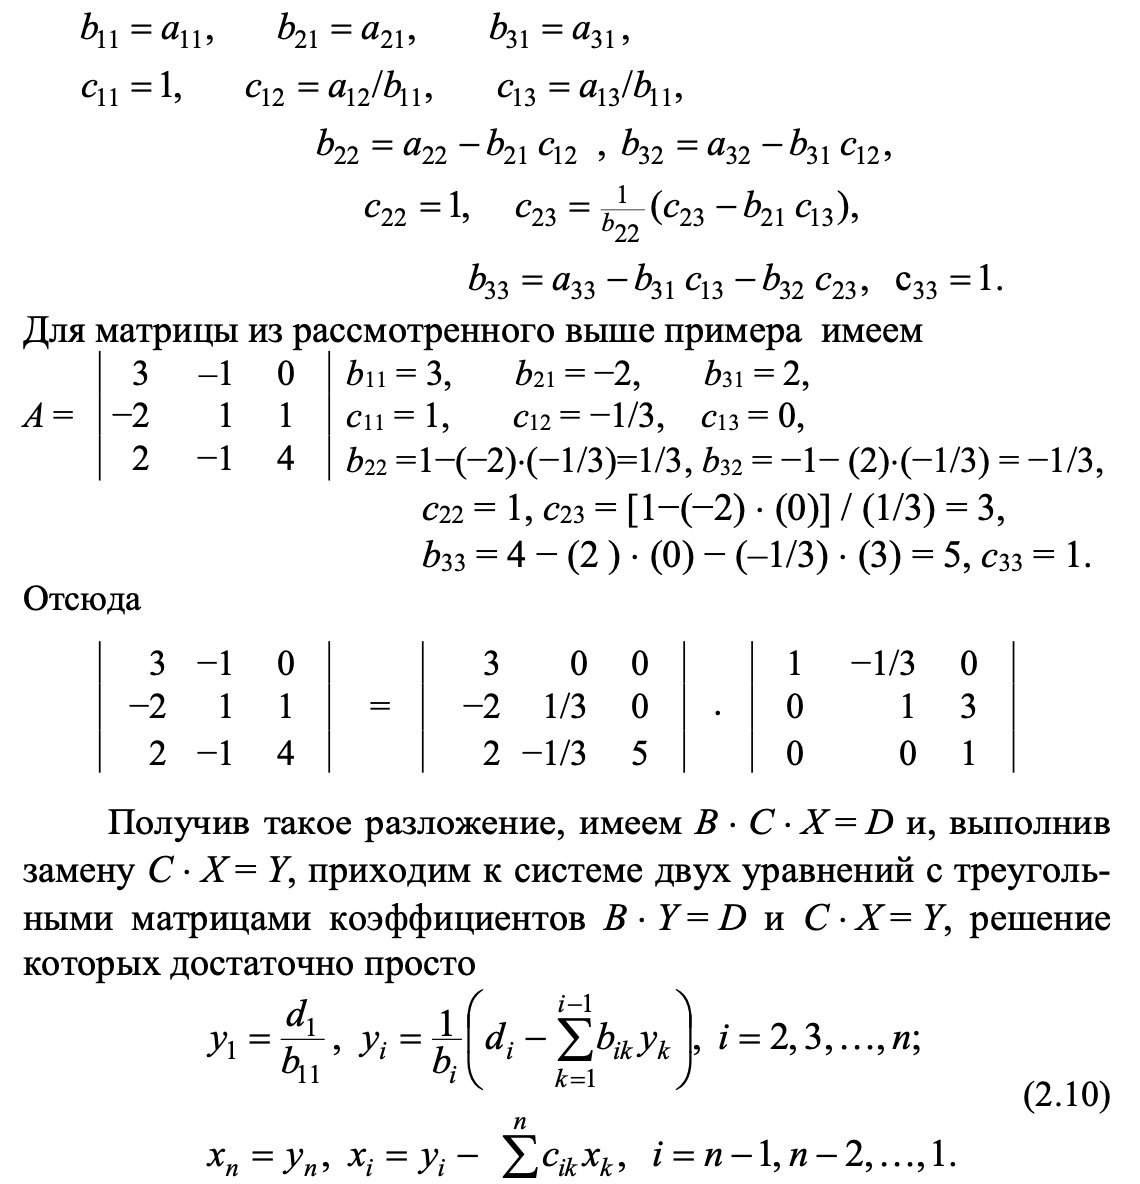 b₁₁ = a₁₁, b₂₁ = a₂₁, b₃₁ = a₃₁,
c₁₁ = 1, c₁₂ = a₁₂/b₁₁, c₁₃ = a₁₃/b₁₁,
b₂₂ = a₂₂ − b₂₁ c₁₂ , b₃₂ = a₃₂ − b₃₁ c₁₂,
c₂₂ = 1, c₂₃ = 1/b₂₂ (c₂₃ − b₂₁ c₁₃),
b₃₃ = a₃₃ − b₃₁ c₁₃ − b₃₂ c₂₃, c₃₃ = 1.
Для матрицы из рассмотренного выше примера имеем
| 3 –1 0 | b₁₁ = 3, b₂₁ = −2, b₃₁ = 2,
A = | −2 1 1 | c₁₁ = 1, c₁₂ = −1/3, c₁₃ = 0,
| 2 −1 4 | b₂₂ =1−(−2)·(−1/3)=1/3, b₃₂ = −1− (2)·(−1/3) = −1/3,
c₂₂ = 1, c₂₃ = [1−(−2) · (0)] / (1/3) = 3,
b₃₃ = 4 − (2 ) · (0) − (–1/3) · (3) = 5, c₃₃ = 1.
Отсюда
| 3 −1 0 | | 3 0 0 | | 1 −1/3 0 |
| −2 1 1 | = | −2 1/3 0 | · | 0 1 3 |
| 2 −1 4 | | 2 −1/3 5 | | 0 0 1 |
Получив такое разложение, имеем B · C · X = D и, выполнив
замену C · X = Y, приходим к системе двух уравнений с треуголь-
ными матрицами коэффициентов B · Y = D и C · X = Y, решение
которых достаточно просто
y₁ = d₁/b₁₁ , yᵢ = 1/bᵢ (dᵢ − ∑_{k=1}^{i−1} bᵢₖyₖ), i = 2, 3, …, n;
(2.10)
xₙ = yₙ, xᵢ = yᵢ − ∑^{n} cᵢₖxₖ, i = n − 1, n − 2, …, 1.